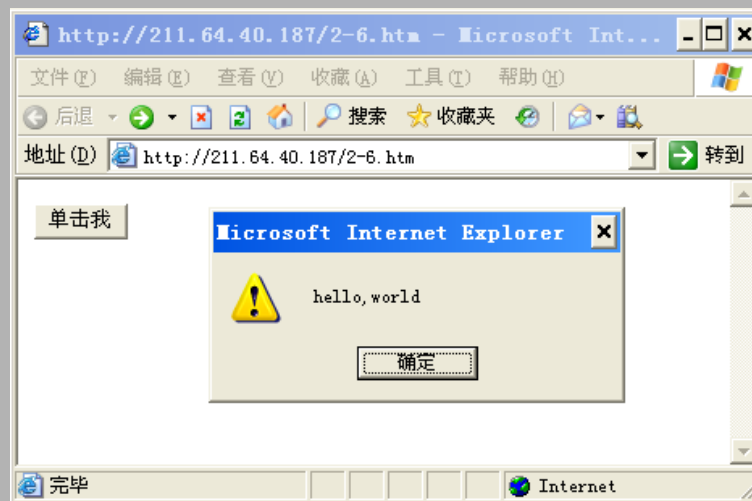 http://211.64.40.187/2-6.htm - Microsoft Int...
文件(F) 编辑(E) 查看(V) 收藏(A) 工具(T) 帮助(H)
后退 搜索 收藏夹
地址(D) http://211.64.40.187/2-6.htm 转到
单击我
Microsoft Internet Explorer
hello,world
确定
完毕 Internet